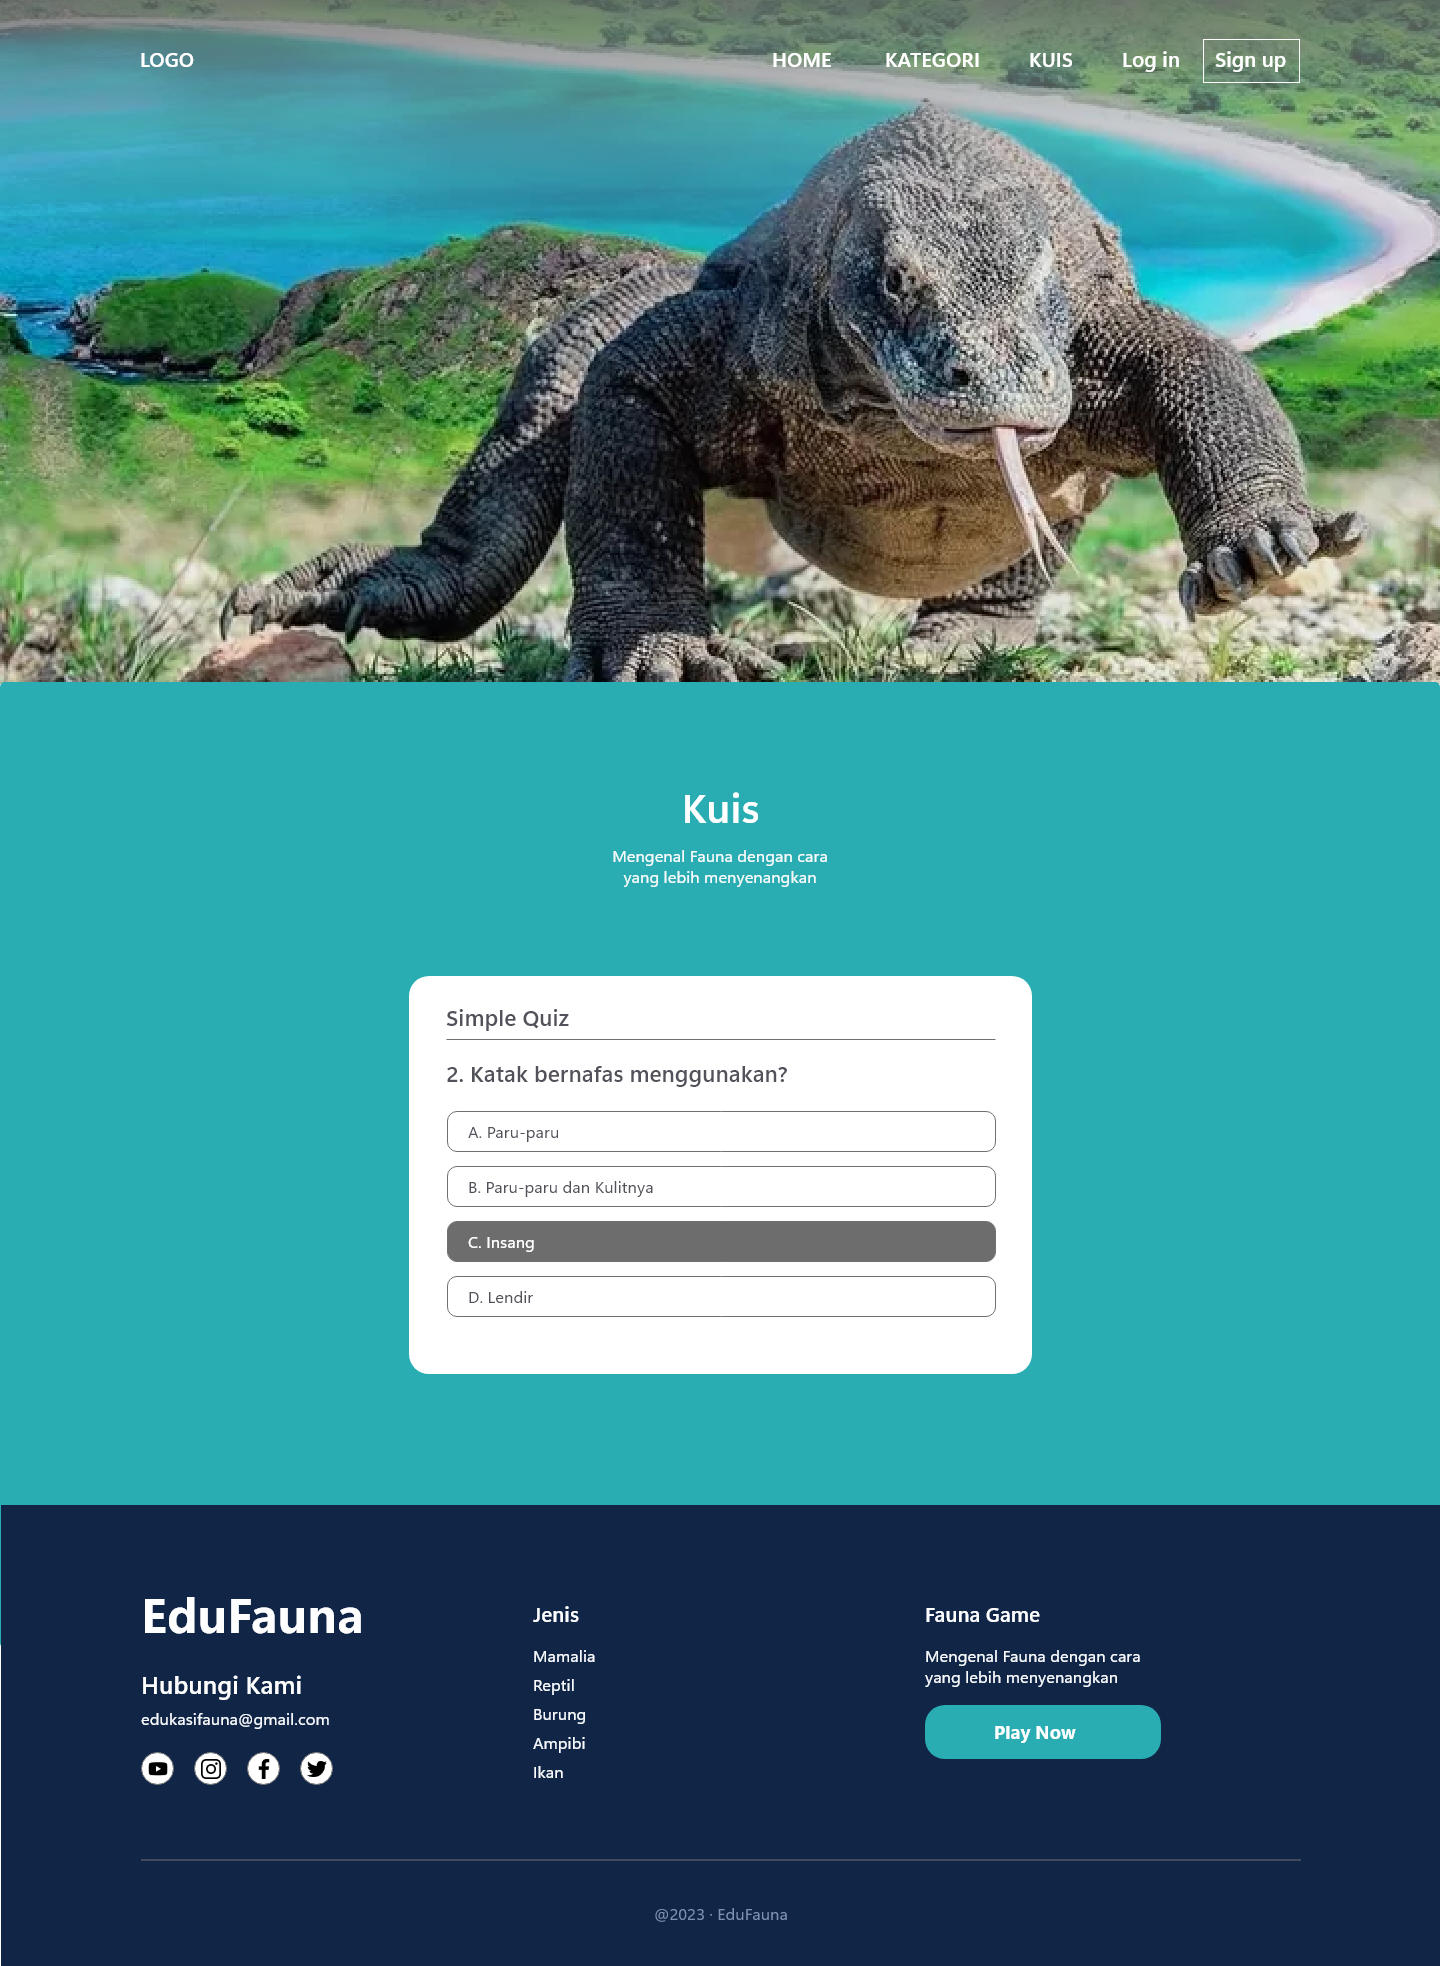 LOGO
HOME
KATEGORI
KUIS
Log in
Sign up
Kuis
Mengenal Fauna dengan cara
yang lebih menyenangkan
Simple Quiz
2. Katak bernafas menggunakan?
A. Paru-paru
B. Paru-paru dan Kulitnya
C. Insang
D. Lendir
EduFauna
Hubungi Kami
edukasifauna@gmail.com
Jenis
Mamalia
Reptil
Burung
Ampibi
Ikan
Fauna Game
Mengenal Fauna dengan cara
yang lebih menyenangkan
Play Now
@2023 · EduFauna